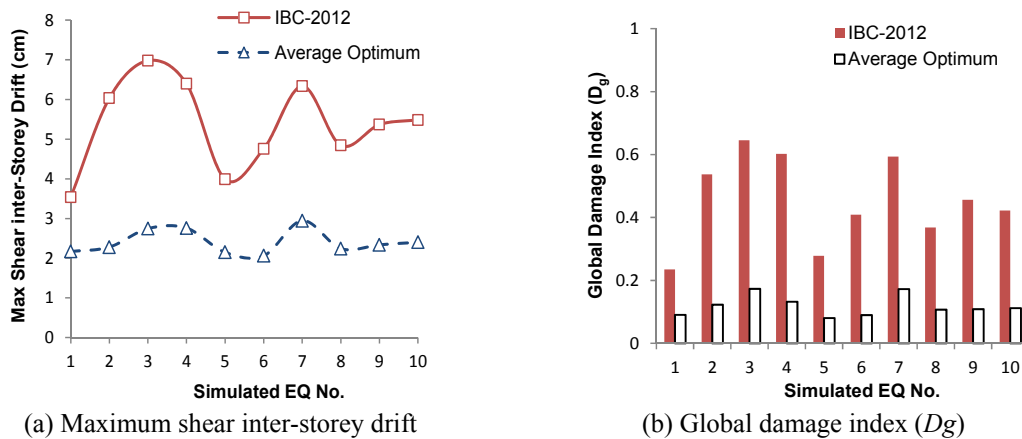 8
7
6
5
4
3
2
1
0
Max Shear inter-Storey Drift (cm)
IBC-2012
Average Optimum
1 2 3 4 5 6 7 8 9 10
Simulated EQ No.
(a) Maximum shear inter-storey drift
1
0.8
0.6
0.4
0.2
0
Global Damage Index (Dg)
IBC-2012
Average Optimum
1 2 3 4 5 6 7 8 9 10
Simulated EQ No.
(b) Global damage index (Dg)